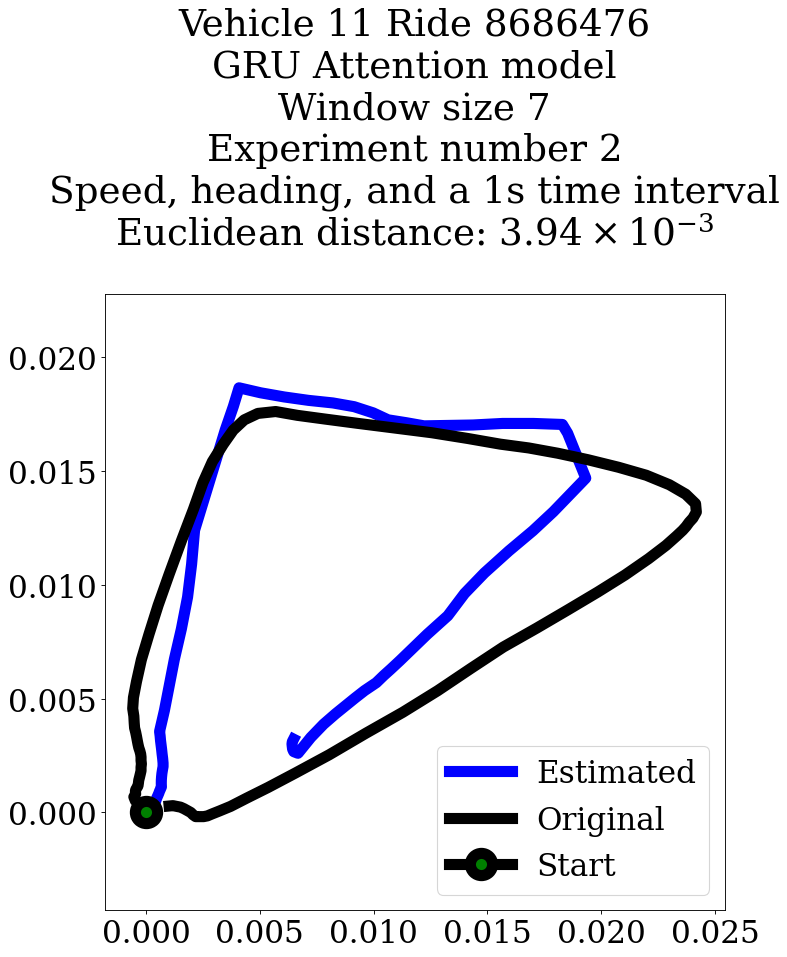 Vehicle 11 Ride 8686476
GRU Attention model
Window size 7
Experiment number 2
Speed, heading, and a 1s time interval
Euclidean distance: 3.94 × 10⁻³
0.020
0.015
0.010
0.005
0.000
Estimated
Original
Start
0.000 0.005 0.010 0.015 0.020 0.025